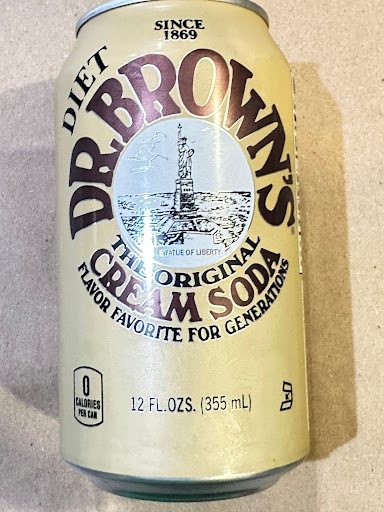 SINCE
1869
DIET
DR. BROWN'S
STATUE OF LIBERTY
THE ORIGINAL
CREAM SODA
FLAVOR FAVORITE FOR GENERATIONS
0
CALORIES
PER CAN
12 FL.OZS. (355 mL)